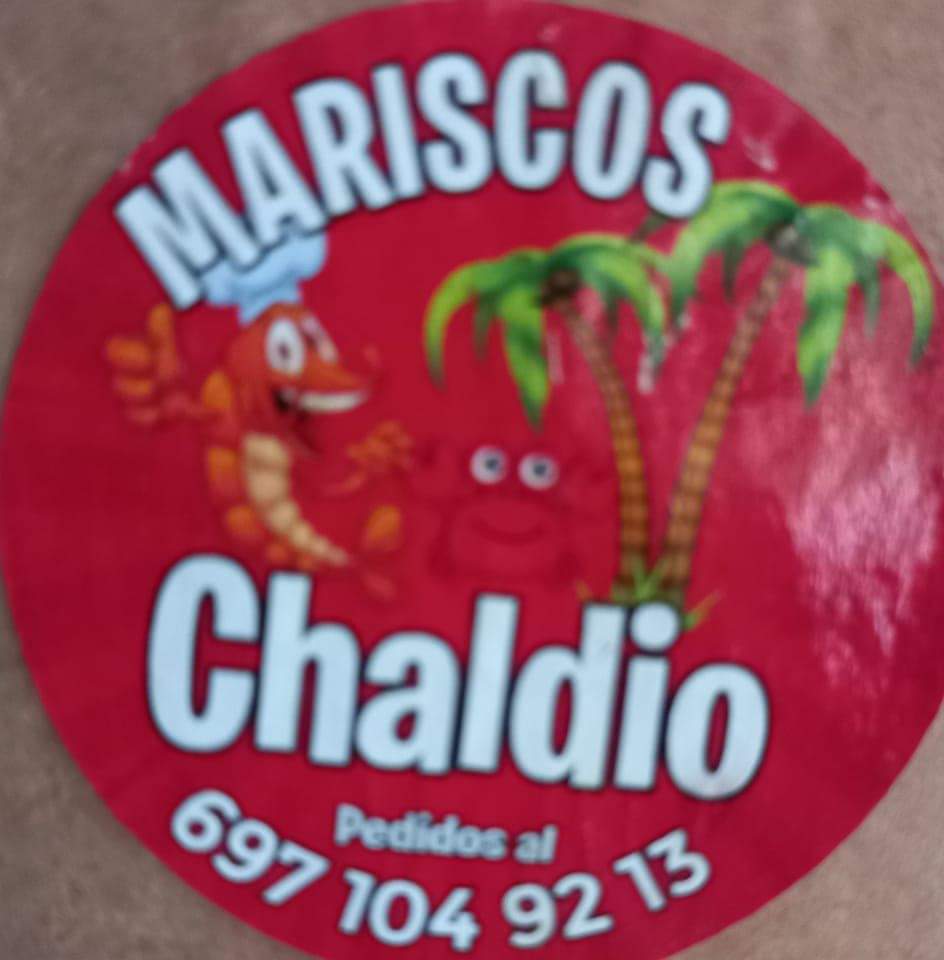 MARISCOS
Chaldio
Pedidos al
697 104 92 13